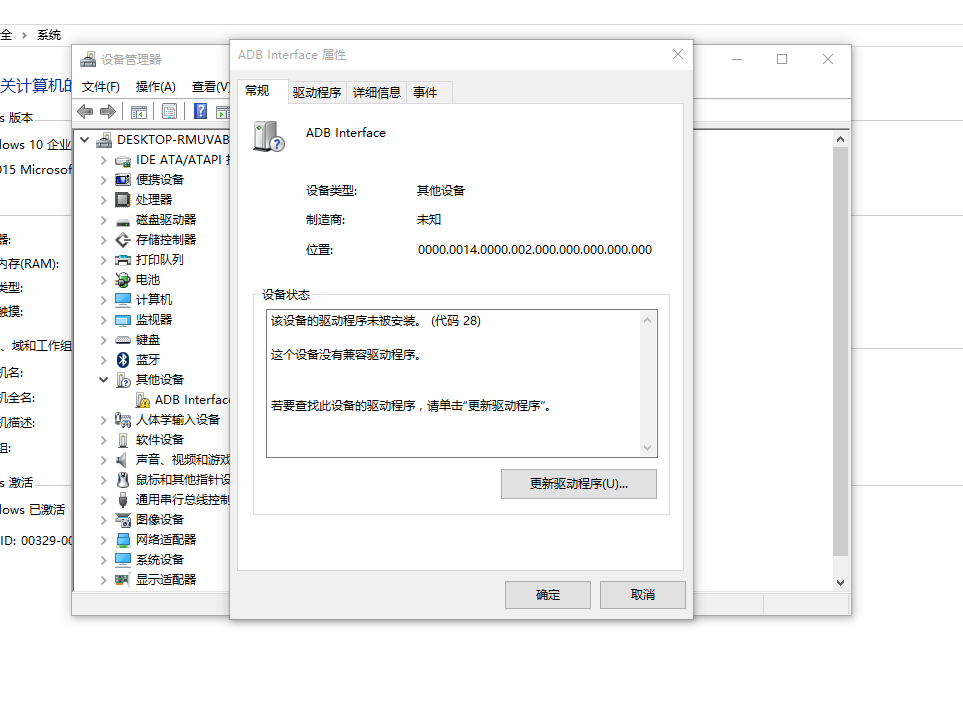 全 › 系统
设备管理器
ADB Interface 属性
关计算机的
文件(F) 操作(A) 查看(V)
常规 驱动程序 详细信息 事件
s 版本
dows 10 企业
015 Microsoft
器:
内存(RAM):
类型:
触摸:
、域和工作组
机名:
机全名:
机描述:
组:
s 激活
dows 已激活
ID: 00329-00
DESKTOP-RMUVAB
IDE ATA/ATAPI
便携设备
处理器
磁盘驱动器
存储控制器
打印队列
电池
计算机
监视器
键盘
蓝牙
其他设备
ADB Interface
人体学输入设备
软件设备
声音、视频和游戏
鼠标和其他指针设
通用串行总线控制
图像设备
网络适配器
系统设备
显示适配器
ADB Interface
设备类型: 其他设备
制造商: 未知
位置: 0000.0014.0000.002.000.000.000.000.000
设备状态
该设备的驱动程序未被安装。 (代码 28)
这个设备没有兼容驱动程序。
若要查找此设备的驱动程序，请单击“更新驱动程序”。
更新驱动程序(U)...
确定 取消